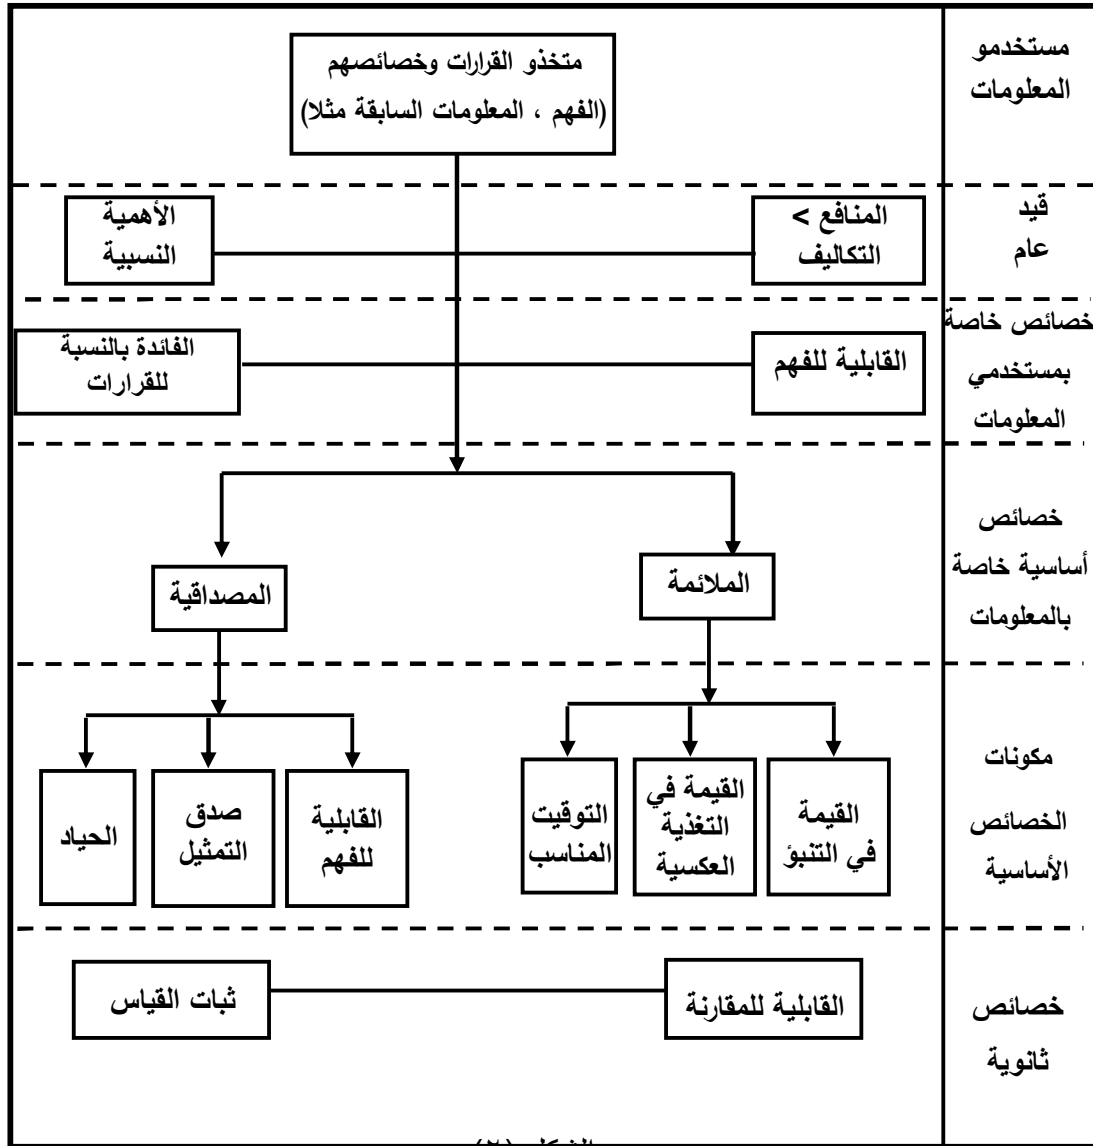 مستخدمو
المعلومات
متخذو القرارات وخصائصهم
(الفهم ، المعلومات السابقة مثلا)
قيد
عام
المنافع >
التكاليف
الأهمية
النسبية
خصائص خاصة
بمستخدمي
المعلومات
القابلية للفهم
الفائدة بالنسبة
للقرارات
خصائص
أساسية خاصة
بالمعلومات
الملائمة
المصداقية
مكونات
الخصائص
الأساسية
القيمة
في التنبؤ
القيمة في
التغذية
العكسية
التوقيت
المناسب
القابلية
للفهم
صدق
التمثيل
الحياد
خصائص
ثانوية
القابلية للمقارنة
ثبات القياس